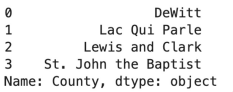 0 DeWitt
1 Lac Qui Parle
2 Lewis and Clark
3 St. John the Baptist
Name: County, dtype: object